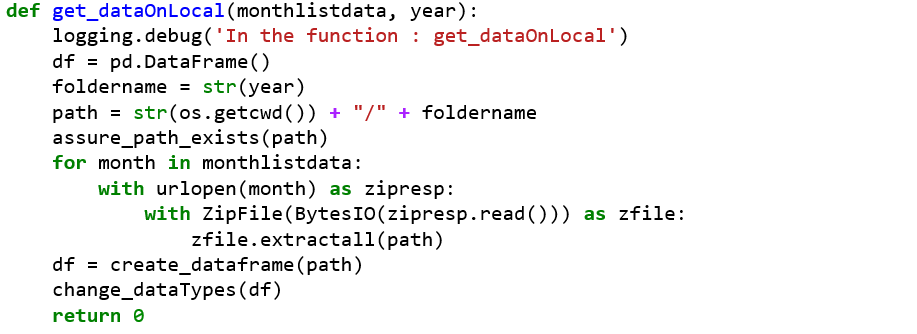 def get_dataOnLocal(monthlistdata, year):
    logging.debug('In the function : get_dataOnLocal')
    df = pd.DataFrame()
    foldername = str(year)
    path = str(os.getcwd()) + "/" + foldername
    assure_path_exists(path)
    for month in monthlistdata:
        with urlopen(month) as zipresp:
            with ZipFile(BytesIO(zipresp.read())) as zfile:
                zfile.extractall(path)
    df = create_dataframe(path)
    change_dataTypes(df)
    return 0